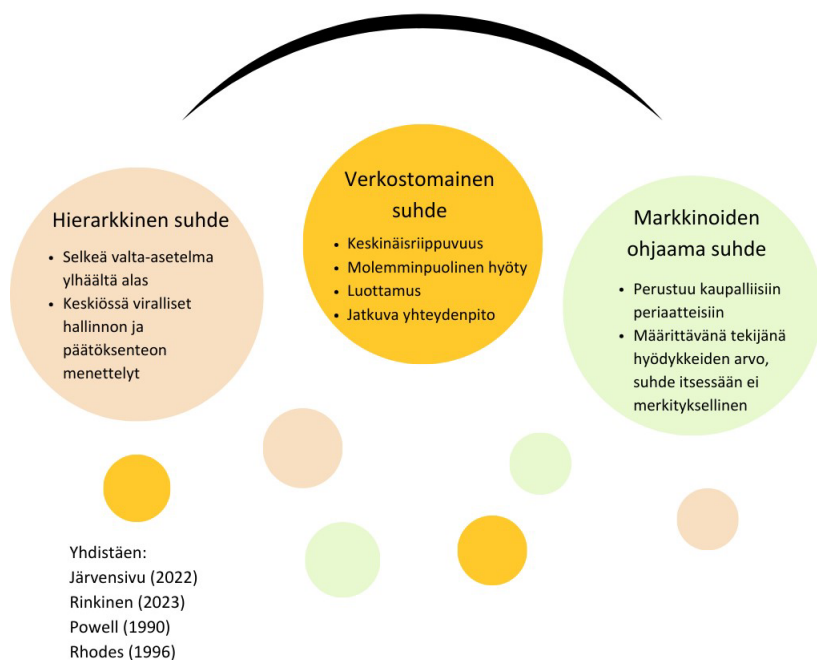 Hierarkkinen suhde
• Selkeä valta-asetelma
ylhäältä alas
• Keskiössä viralliset
hallinnon ja
päätöksenteon
menettelyt
Verkostomainen
suhde
• Keskinäisriippuvuus
• Molemminpuolinen hyöty
• Luottamus
• Jatkuva yhteydenpito
Markkinoiden
ohjaama suhde
• Perustuu kaupallisiin
periaatteisiin
• Määrittävänä tekijänä
hyödykkeiden arvo,
suhde itsessään ei
merkityksellinen
Yhdistäen:
Järvensivu (2022)
Rinkinen (2023)
Powell (1990)
Rhodes (1996)